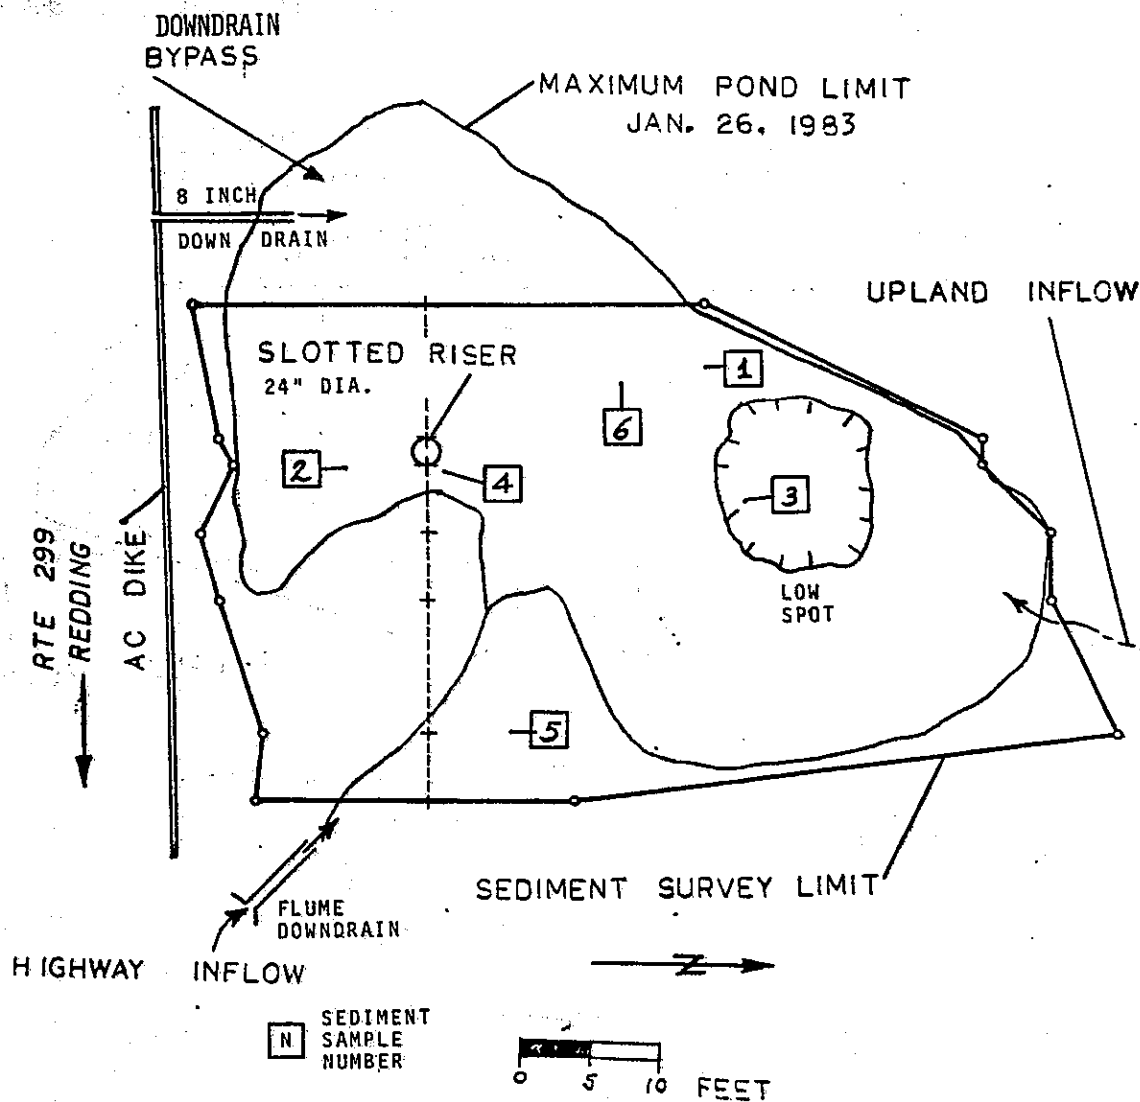 DOWNDRAIN
BYPASS
MAXIMUM POND LIMIT
JAN. 26, 1983
8 INCH
DOWN DRAIN
UPLAND INFLOW
SLOTTED RISER
24" DIA.
1
6
2
4
3
LOW
SPOT
RTE 299
REDDING
AC DIKE
5
SEDIMENT SURVEY LIMIT
FLUME
DOWNDRAIN
HIGHWAY INFLOW
N
N
SEDIMENT
SAMPLE
NUMBER
0 5 10 FEET